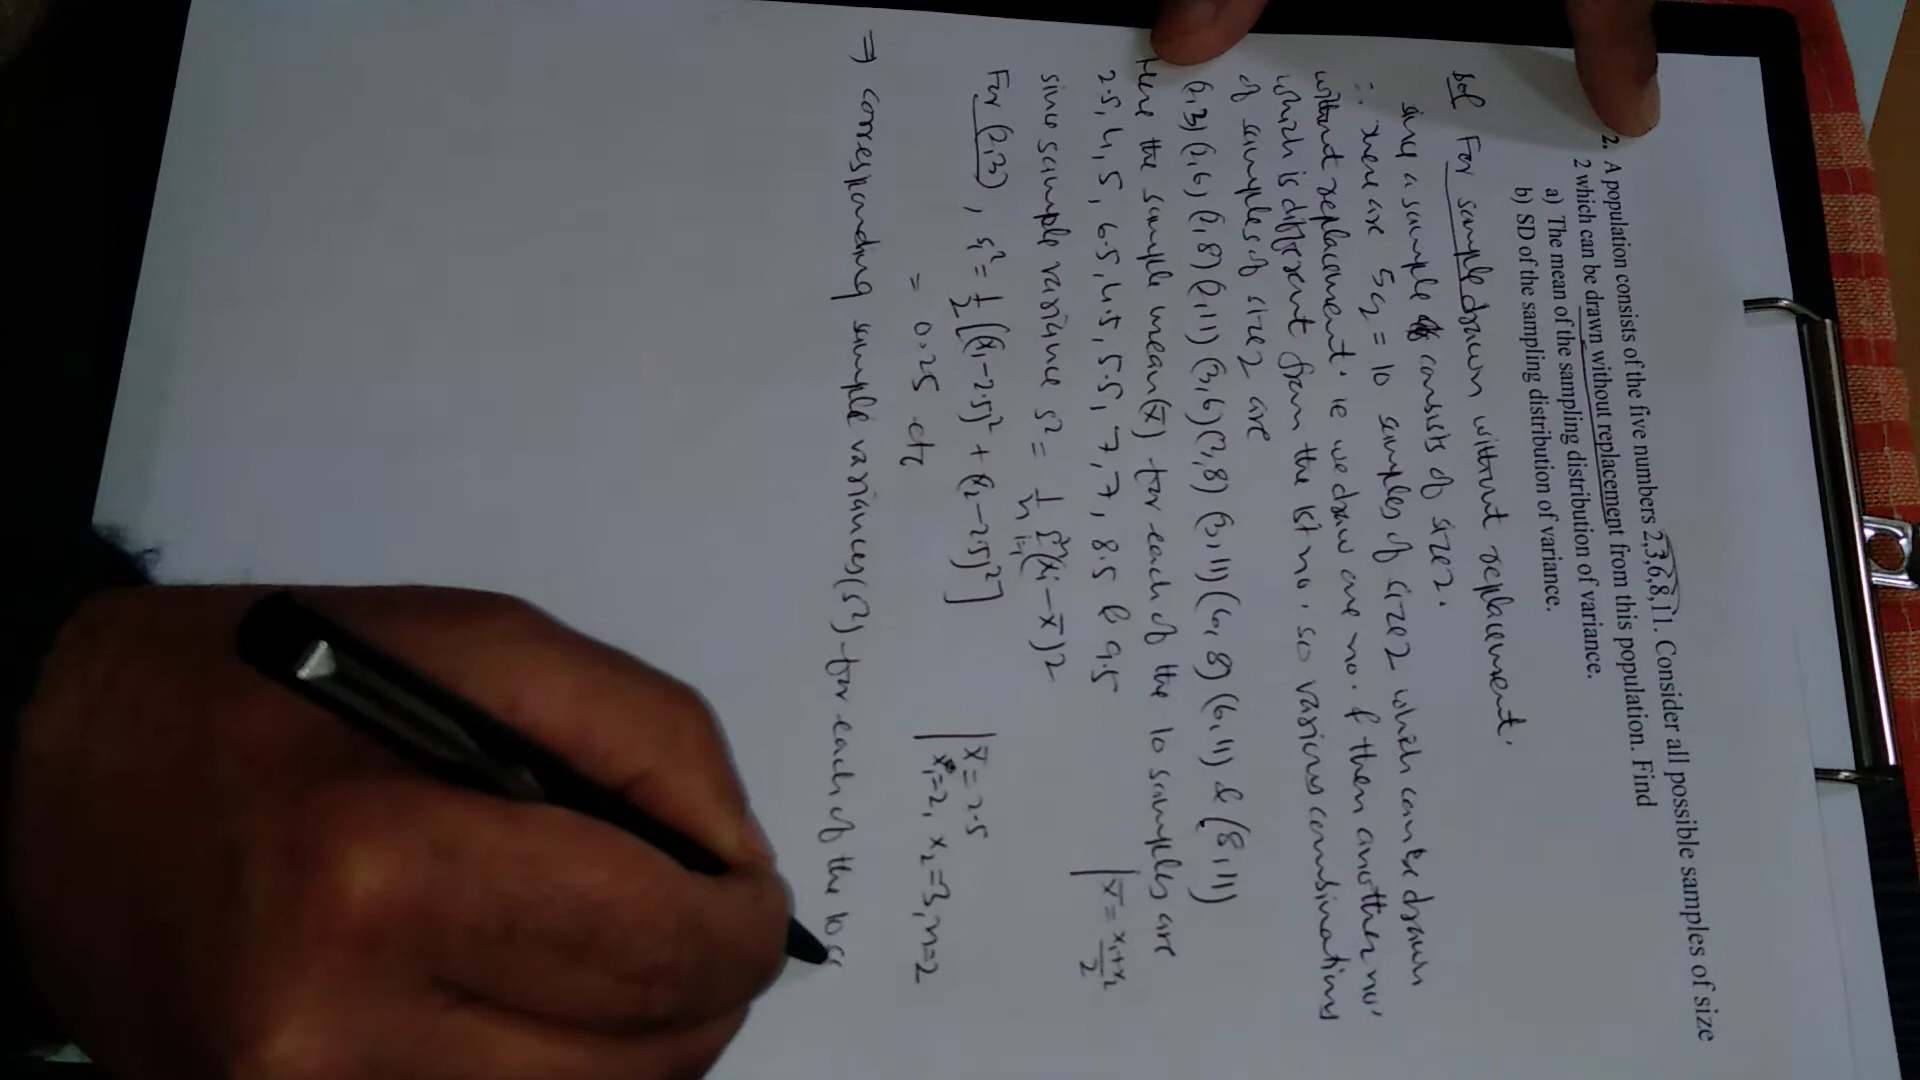 2. A population consists of the five numbers 2,3,6,8,11. Consider all possible samples of size
2 which can be drawn without replacement from this population. Find
a) The mean of the sampling distribution of variance.
b) SD of the sampling distribution of variance.
Sol For sample drawn without replacement.
since a sample consists of size 2.
∴ there are 5C2 = 10 samples of size 2 which can be drawn
without replacement. ie we draw one no. & then another no.
which is different from the 1st no. so various combinations
of samples of size 2 are
(2,3) (2,6) (2,8) (2,11) (3,6) (3,8) (3,11) (6,8) (6,11) & (8,11)
Here the sample mean (x̄) for each of the 10 samples are
2.5, 4, 5, 6.5, 4.5, 5.5, 7, 7, 8.5 & 9.5 | x̄ = x₁+x₂/2
since sample variance s² = 1/n Σ(xᵢ - x̄)²
For (2,3), s₁² = 1/2 [(x₁-2.5)² + (x₂-2.5)²] | x̄ = 2.5
= 0.25 etc | x₁=2, x₂=3, n=2
⇒ corresponding sample variances (s²) for each of the 10 sa